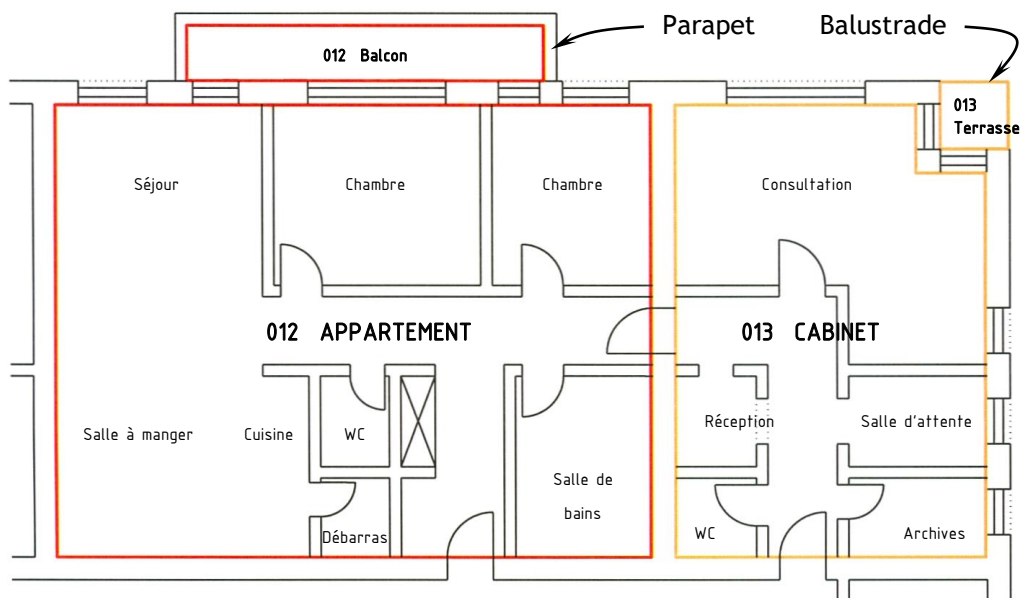 Parapet Balustrade
012 Balcon
013
Terrasse
Séjour Chambre Chambre Consultation
012 APPARTEMENT 013 CABINET
Réception Salle d'attente
Salle à manger Cuisine WC
Salle de
bains
WC Archives
Débarras